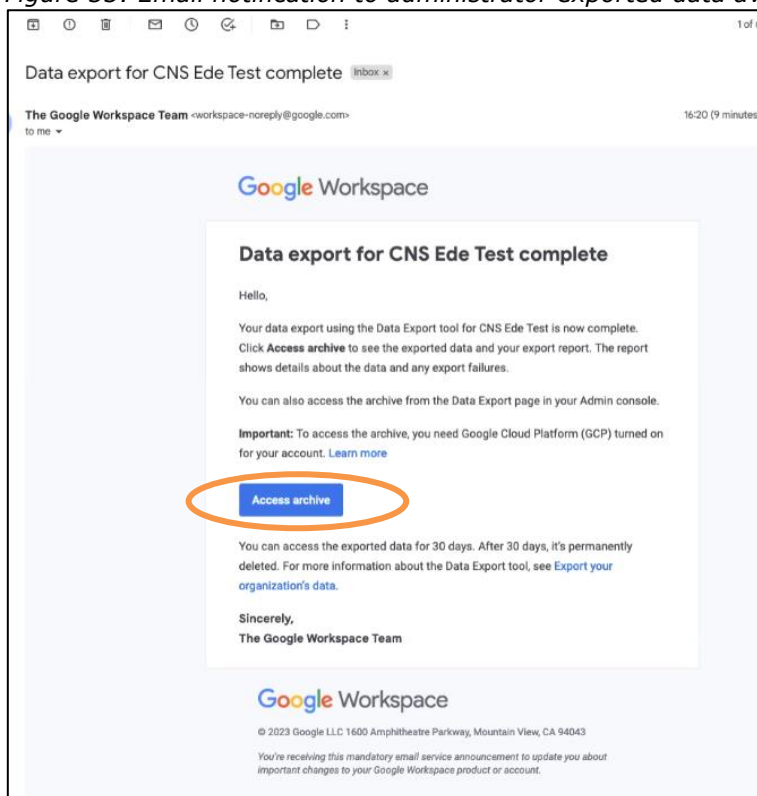 Figure 35: Email notification to administrator exported data av
1 of
Data export for CNS Ede Test complete Inbox x
The Google Workspace Team <workspace-noreply@google.com> 16:20 (9 minutes
to me
Google Workspace
Data export for CNS Ede Test complete
Hello,
Your data export using the Data Export tool for CNS Ede Test is now complete.
Click Access archive to see the exported data and your export report. The report
shows details about the data and any export failures.
You can also access the archive from the Data Export page in your Admin console.
Important: To access the archive, you need Google Cloud Platform (GCP) turned on
for your account. Learn more
Access archive
You can access the exported data for 30 days. After 30 days, it's permanently
deleted. For more information about the Data Export tool, see Export your
organization's data.
Sincerely,
The Google Workspace Team
Google Workspace
© 2023 Google LLC 1600 Amphitheatre Parkway, Mountain View, CA 94043
You're receiving this mandatory email service announcement to update you about
important changes to your Google Workspace product or account.